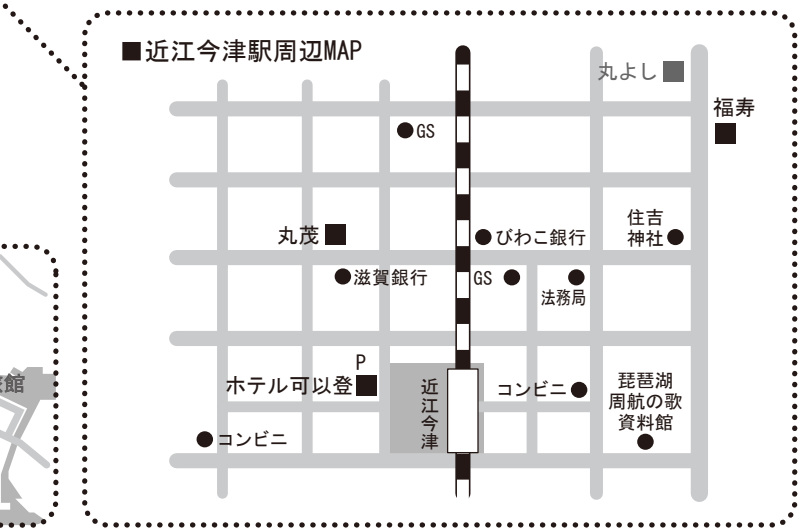 ■近江今津駅周辺MAP
丸よし
福寿
GS
住吉
神社
丸茂
びわこ銀行
滋賀銀行
GS
法務局
P
ホテル可以登
近江今津
コンビニ
琵琶湖
周航の歌
資料館
コンビニ
館